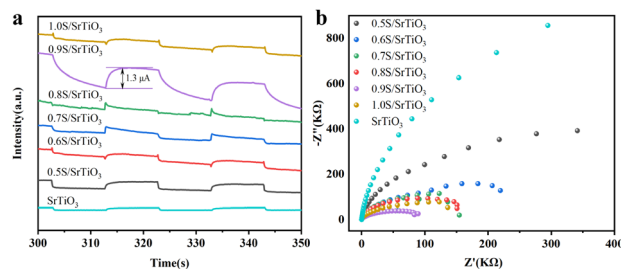 a
1.0S/SrTiO₃
0.9S/SrTiO₃
1.3 μA
0.8S/SrTiO₃
0.7S/SrTiO₃
0.6S/SrTiO₃
0.5S/SrTiO₃
SrTiO₃
Intensity(a.u.)
300 310 320 330 340 350
Time(s)
b
0.5S/SrTiO₃
0.6S/SrTiO₃
0.7S/SrTiO₃
0.8S/SrTiO₃
0.9S/SrTiO₃
1.0S/SrTiO₃
SrTiO₃
-Z''(KΩ)
800
600
400
200
0
0 100 200 300 400
Z'(KΩ)